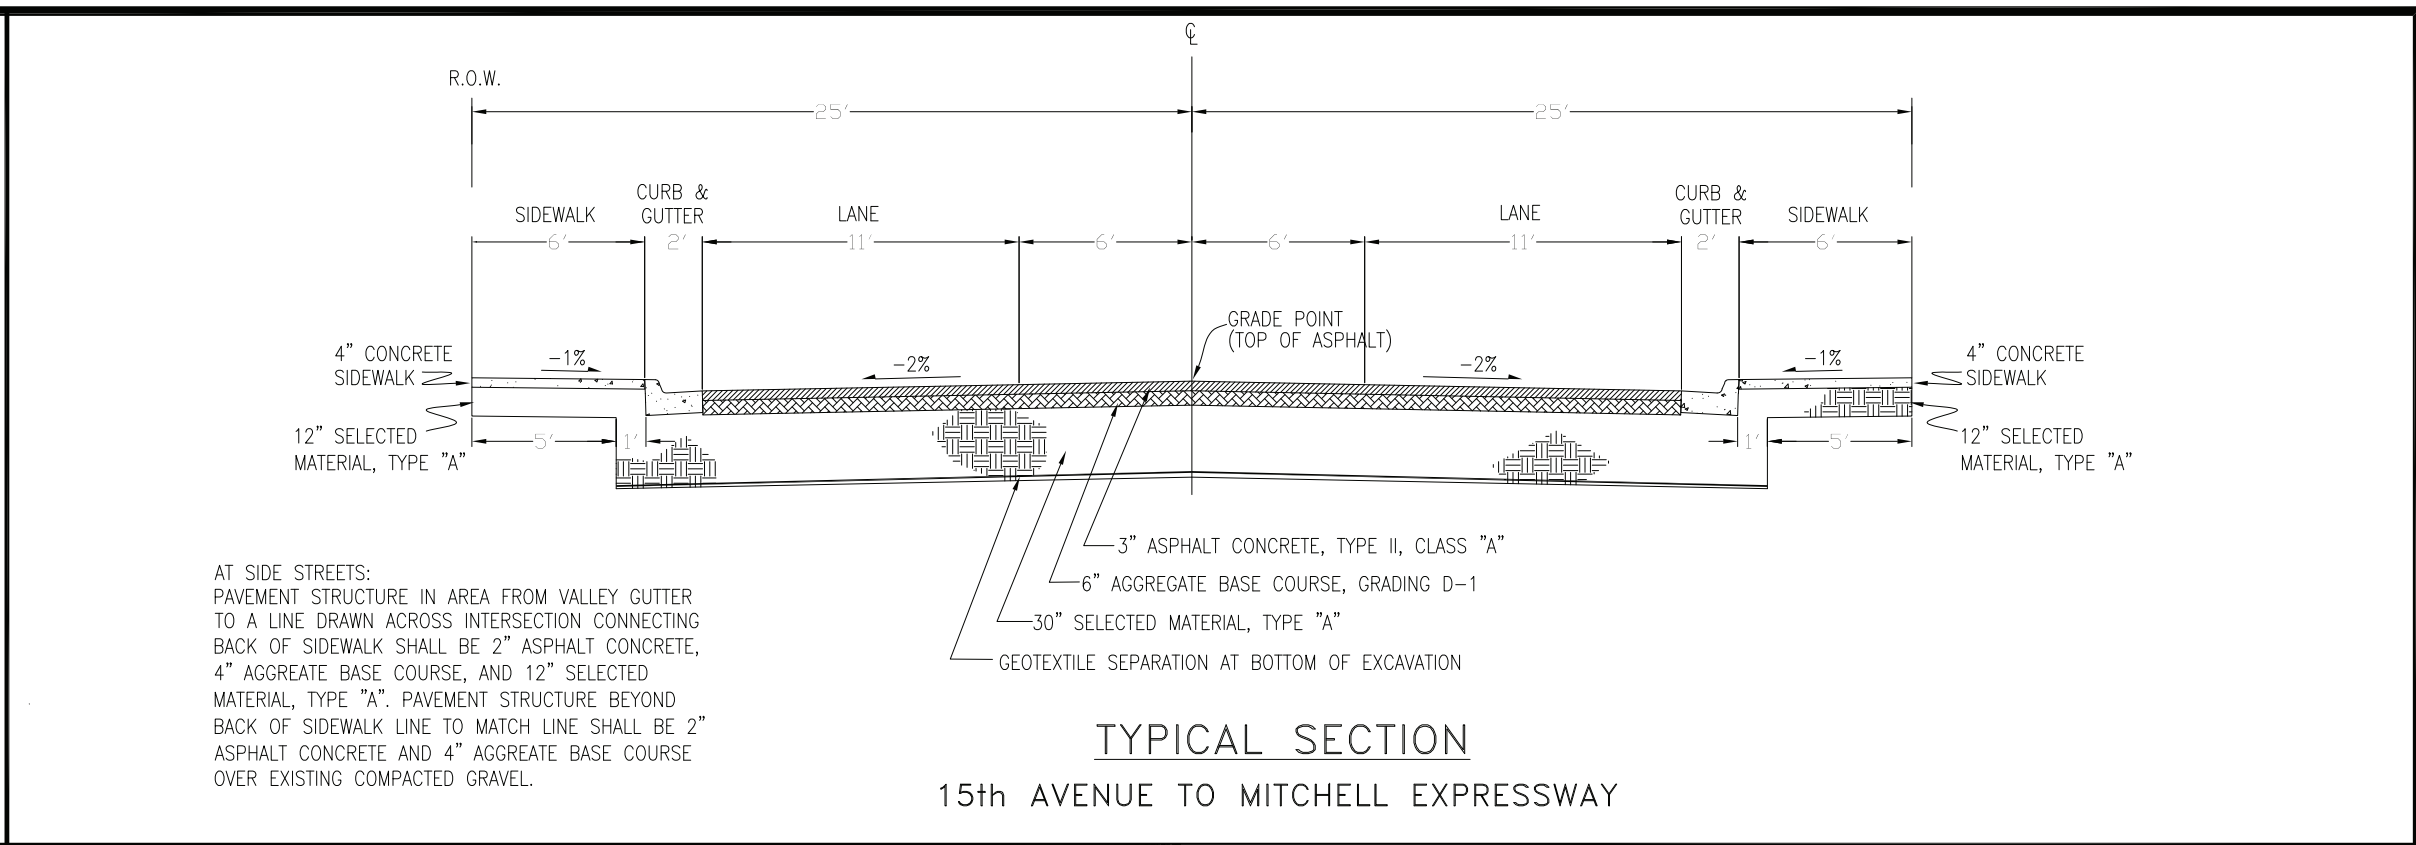 ℄
R.O.W.
25′ 25′
CURB &
GUTTER
SIDEWALK
LANE
LANE
CURB &
GUTTER
SIDEWALK
6′ 2′ 11′ 6′ 6′ 11′ 2′ 6′
GRADE POINT
(TOP OF ASPHALT)
4" CONCRETE
SIDEWALK
-1%
-2%
-2%
-1%
4" CONCRETE
SIDEWALK
12" SELECTED
MATERIAL, TYPE "A"
5′ 1′
1′ 5′
12" SELECTED
MATERIAL, TYPE "A"
3" ASPHALT CONCRETE, TYPE II, CLASS "A"
6" AGGREGATE BASE COURSE, GRADING D-1
30" SELECTED MATERIAL, TYPE "A"
GEOTEXTILE SEPARATION AT BOTTOM OF EXCAVATION
AT SIDE STREETS:
PAVEMENT STRUCTURE IN AREA FROM VALLEY GUTTER
TO A LINE DRAWN ACROSS INTERSECTION CONNECTING
BACK OF SIDEWALK SHALL BE 2" ASPHALT CONCRETE,
4" AGGREATE BASE COURSE, AND 12" SELECTED
MATERIAL, TYPE "A". PAVEMENT STRUCTURE BEYOND
BACK OF SIDEWALK LINE TO MATCH LINE SHALL BE 2"
ASPHALT CONCRETE AND 4" AGGREATE BASE COURSE
OVER EXISTING COMPACTED GRAVEL.
TYPICAL SECTION
15th AVENUE TO MITCHELL EXPRESSWAY